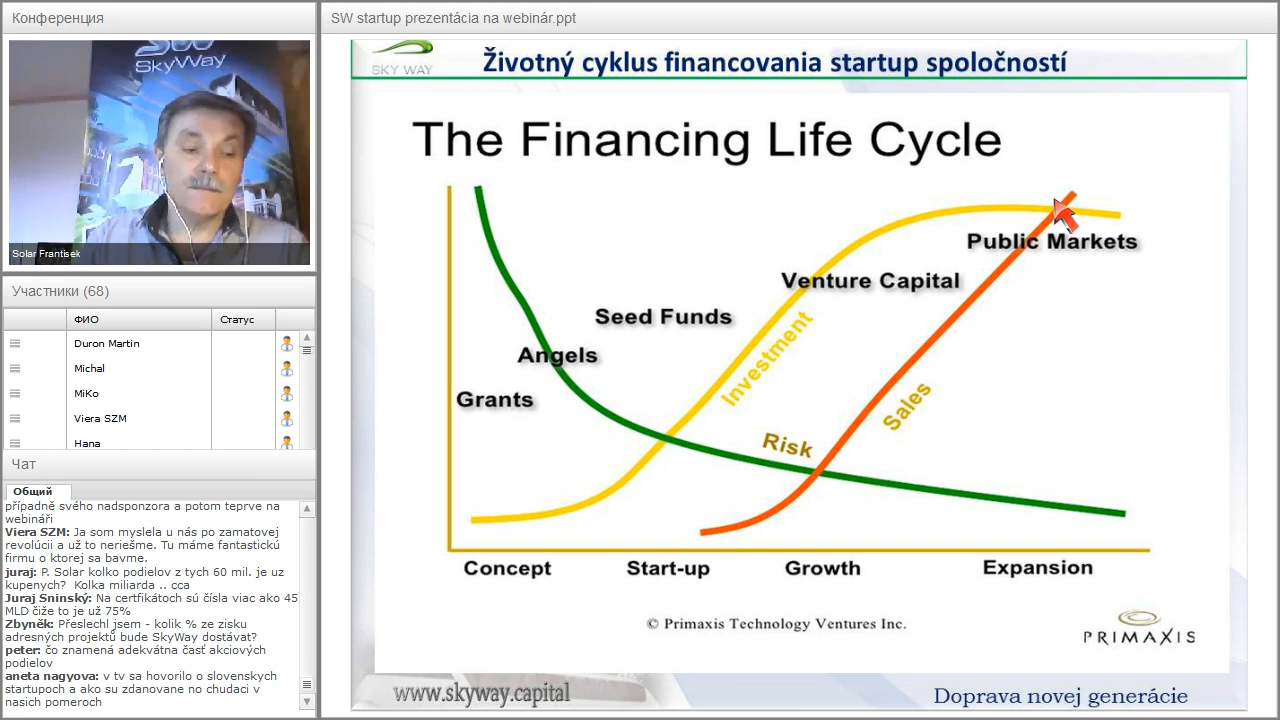 Конференция
SW
SkyWay
Solar Frantisek
Участники (68)
ФИО
Статус
Duron Martin
Michal
MiKo
Viera SZM
Hana
Чат
Общий
případně svého nadsponzora a potom teprve na
webináři
Viera SZM: Ja som myslela u nás po zamatovej
revolúcii a už to neriešme. Tu máme fantastickú
firmu o ktorej sa bavme.
juraj: P. Solar kolko podielov z tych 60 mil. je uz
kupenych? Kolka miliarda .. cca
Juraj Sninský: Na certfikátoch sú čísla viac ako 45
MLD čiže to je už 75%
Zbyněk: Přeslechl jsem - kolik % ze zisku
adresných projektů bude SkyWay dostávat?
peter: čo znamená adekvátna časť akciových
podielov
aneta nagyova: v tv sa hovorilo o slovenskych
startupoch a ako su zdanovane no chudaci v
nasich pomeroch
SW startup prezentácia na webinár.ppt
SKY WAY
Životný cyklus financovania startup spoločností
The Financing Life Cycle
Public Markets
Venture Capital
Seed Funds
Angels
Grants
Investment
Sales
Risk
Concept
Start-up
Growth
Expansion
© Primaxis Technology Ventures Inc.
PRIMAXIS
www.skyway.capital
Doprava novej generácie